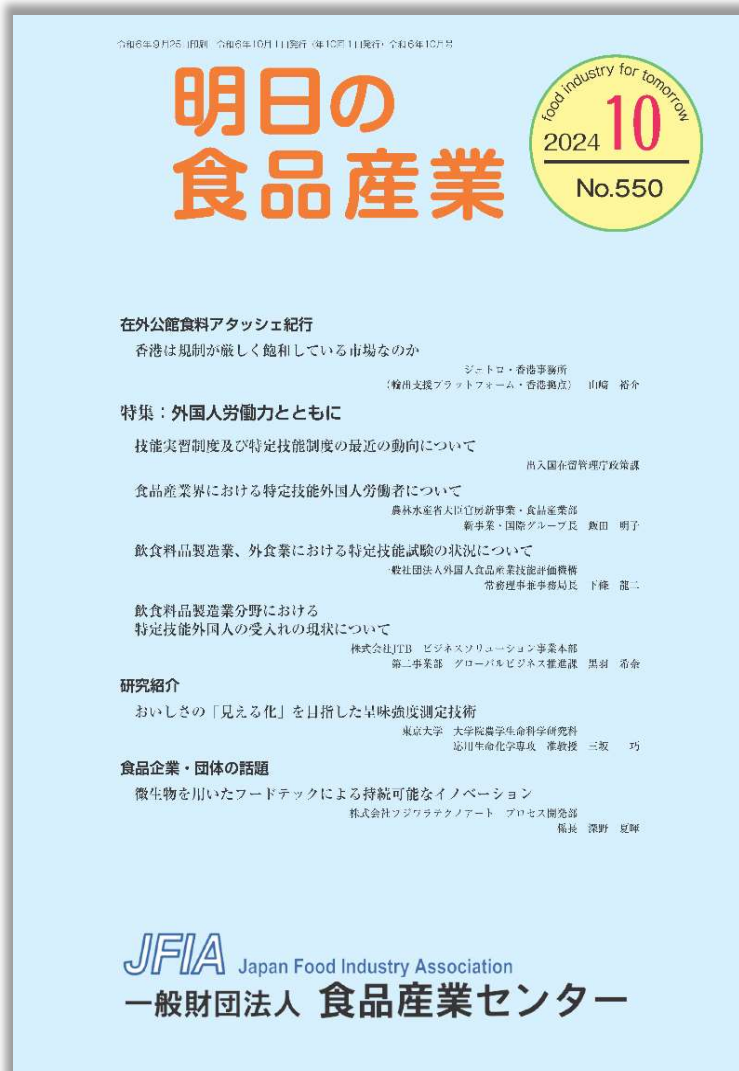 令和6年9月25日印刷 令和6年10月1日発行(年10回1日発行)令和6年10月号
明日の
食品産業
food industry for tomorrow
2024 10
No.550
在外公館食料アタッシェ紀行
香港は規制が厳しく飽和している市場なのか
ジェトロ・香港事務所
(輸出支援プラットフォーム・香港拠点) 山﨑 裕介
特集:外国人労働力とともに
技能実習制度及び特定技能制度の最近の動向について
出入国在留管理庁政策課
食品産業界における特定技能外国人労働者について
農林水産省大臣官房新事業・食品産業部
新事業・国際グループ長 飯田 明子
飲食料品製造業、外食業における特定技能試験の状況について
一般社団法人外国人食品産業技能評価機構
常務理事兼事務局長 下條 龍二
飲食料品製造業分野における
特定技能外国人の受入れの現状について
株式会社JTB ビジネスソリューション事業本部
第二事業部 グローバルビジネス推進課 黒羽 希奈
研究紹介
おいしさの「見える化」を目指した呈味強度測定技術
東京大学 大学院農学生命科学研究科
応用生命化学専攻 准教授 三坂 巧
食品企業・団体の話題
微生物を用いたフードテックによる持続可能なイノベーション
株式会社フジワラテクノアート プロセス開発部
係長 深野 夏暉
JFIA Japan Food Industry Association
一般財団法人 食品産業センター